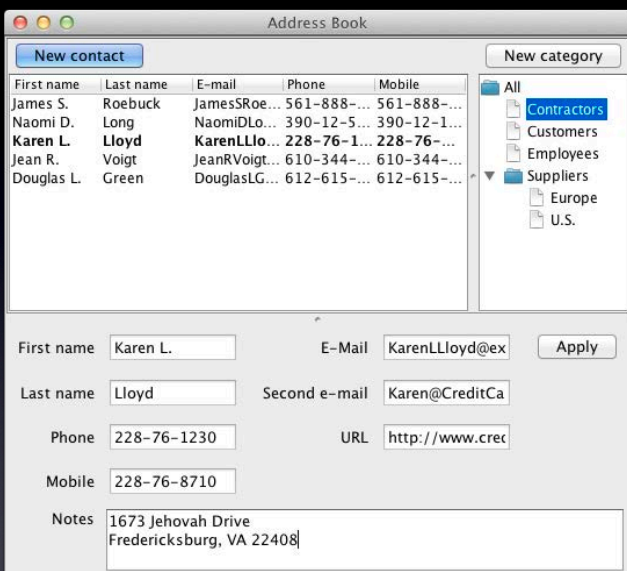 Address Book
New contact
New category
First name Last name E-mail Phone Mobile
James S. Roebuck JamesSRoe... 561-888-... 561-888-...
Naomi D. Long NaomiDLo... 390-12-5... 390-12-1...
Karen L. Lloyd KarenLLlo... 228-76-1... 228-76-...
Jean R. Voigt JeanRVoigt... 610-344-... 610-344-...
Douglas L. Green DouglasLG... 612-615-... 612-615-...
All
Contractors
Customers
Employees
Suppliers
Europe
U.S.
First name Karen L. E-Mail KarenLLloyd@ex Apply
Last name Lloyd Second e-mail Karen@CreditCa
Phone 228-76-1230 URL http://www.cred
Mobile 228-76-8710
Notes 1673 Jehovah Drive
Fredericksburg, VA 22408